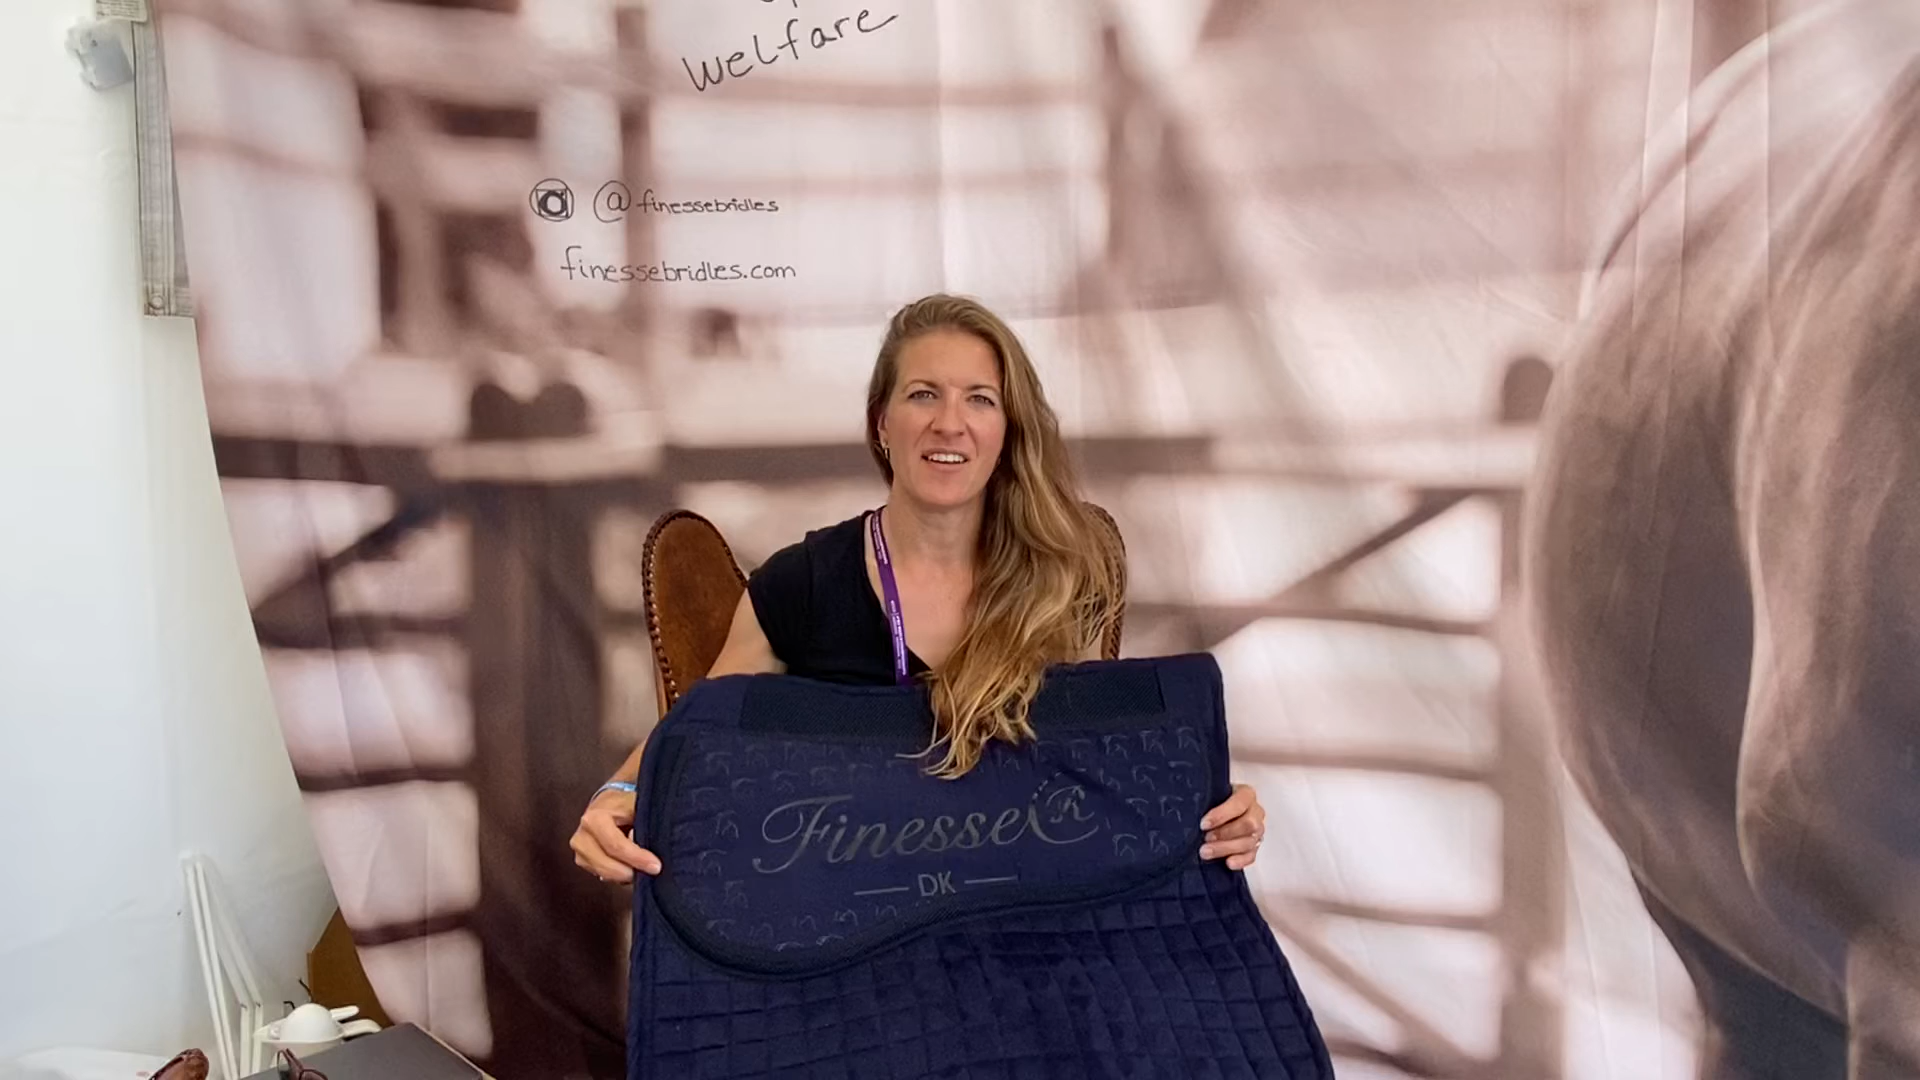 welfare
@finessebridles
finessebridles.com
Finesse R
DK